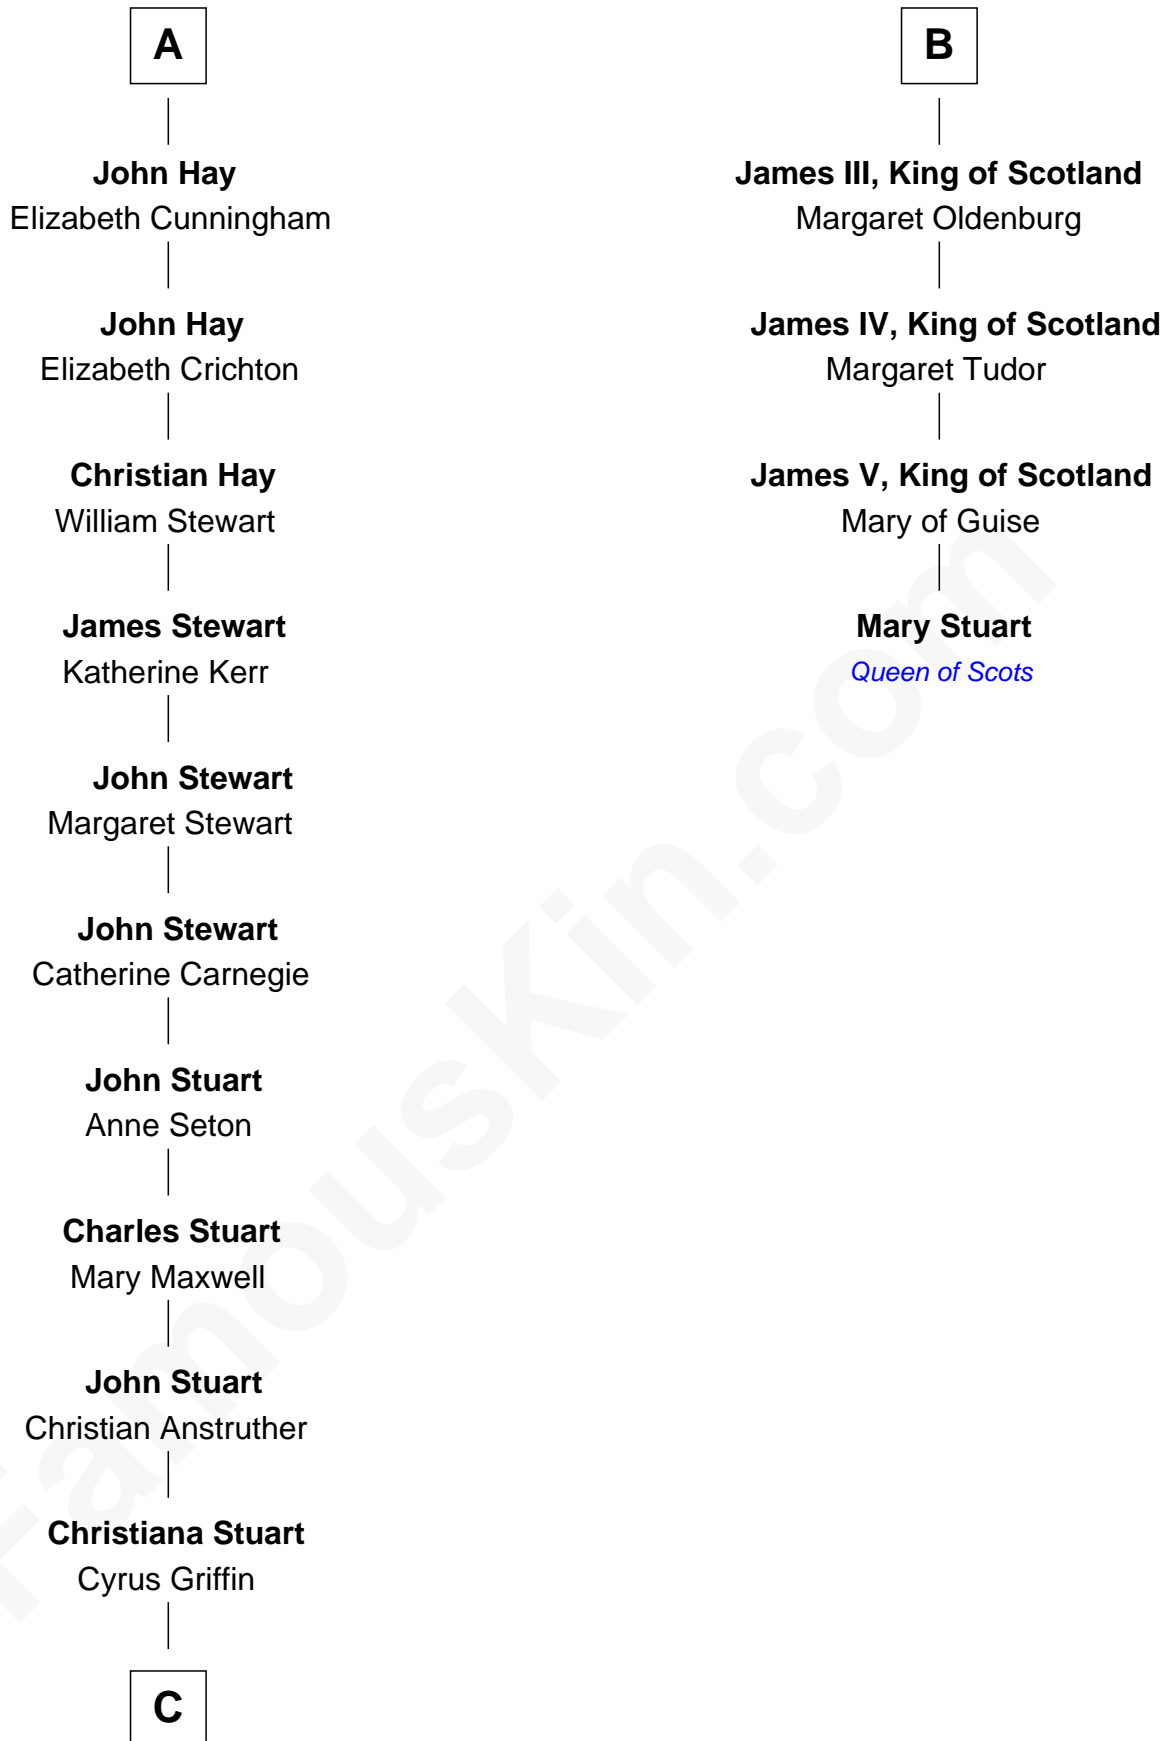 A
John Hay
Elizabeth Cunningham
John Hay
Elizabeth Crichton
Christian Hay
William Stewart
James Stewart
Katherine Kerr
John Stewart
Margaret Stewart
John Stewart
Catherine Carnegie
John Stuart
Anne Seton
Charles Stuart
Mary Maxwell
John Stuart
Christian Anstruther
Christiana Stuart
Cyrus Griffin
C
B
James III, King of Scotland
Margaret Oldenburg
James IV, King of Scotland
Margaret Tudor
James V, King of Scotland
Mary of Guise
Mary Stuart
Queen of Scots
FamousKin.com